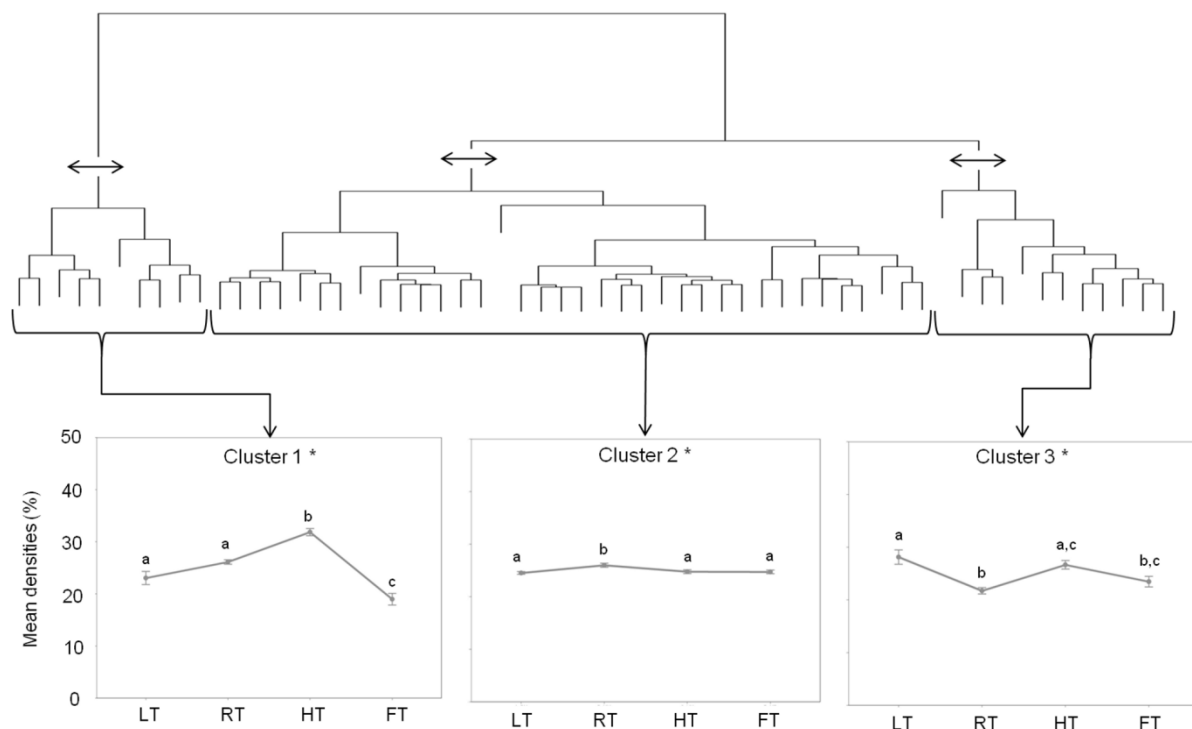 Cluster 1 *
Cluster 2 *
Cluster 3 *
Mean densities (%)
50
40
30
20
10
0
a
a
b
c
a
b
a
a
a
b
a,c
b,c
LT
RT
HT
FT
LT
RT
HT
FT
LT
RT
HT
FT